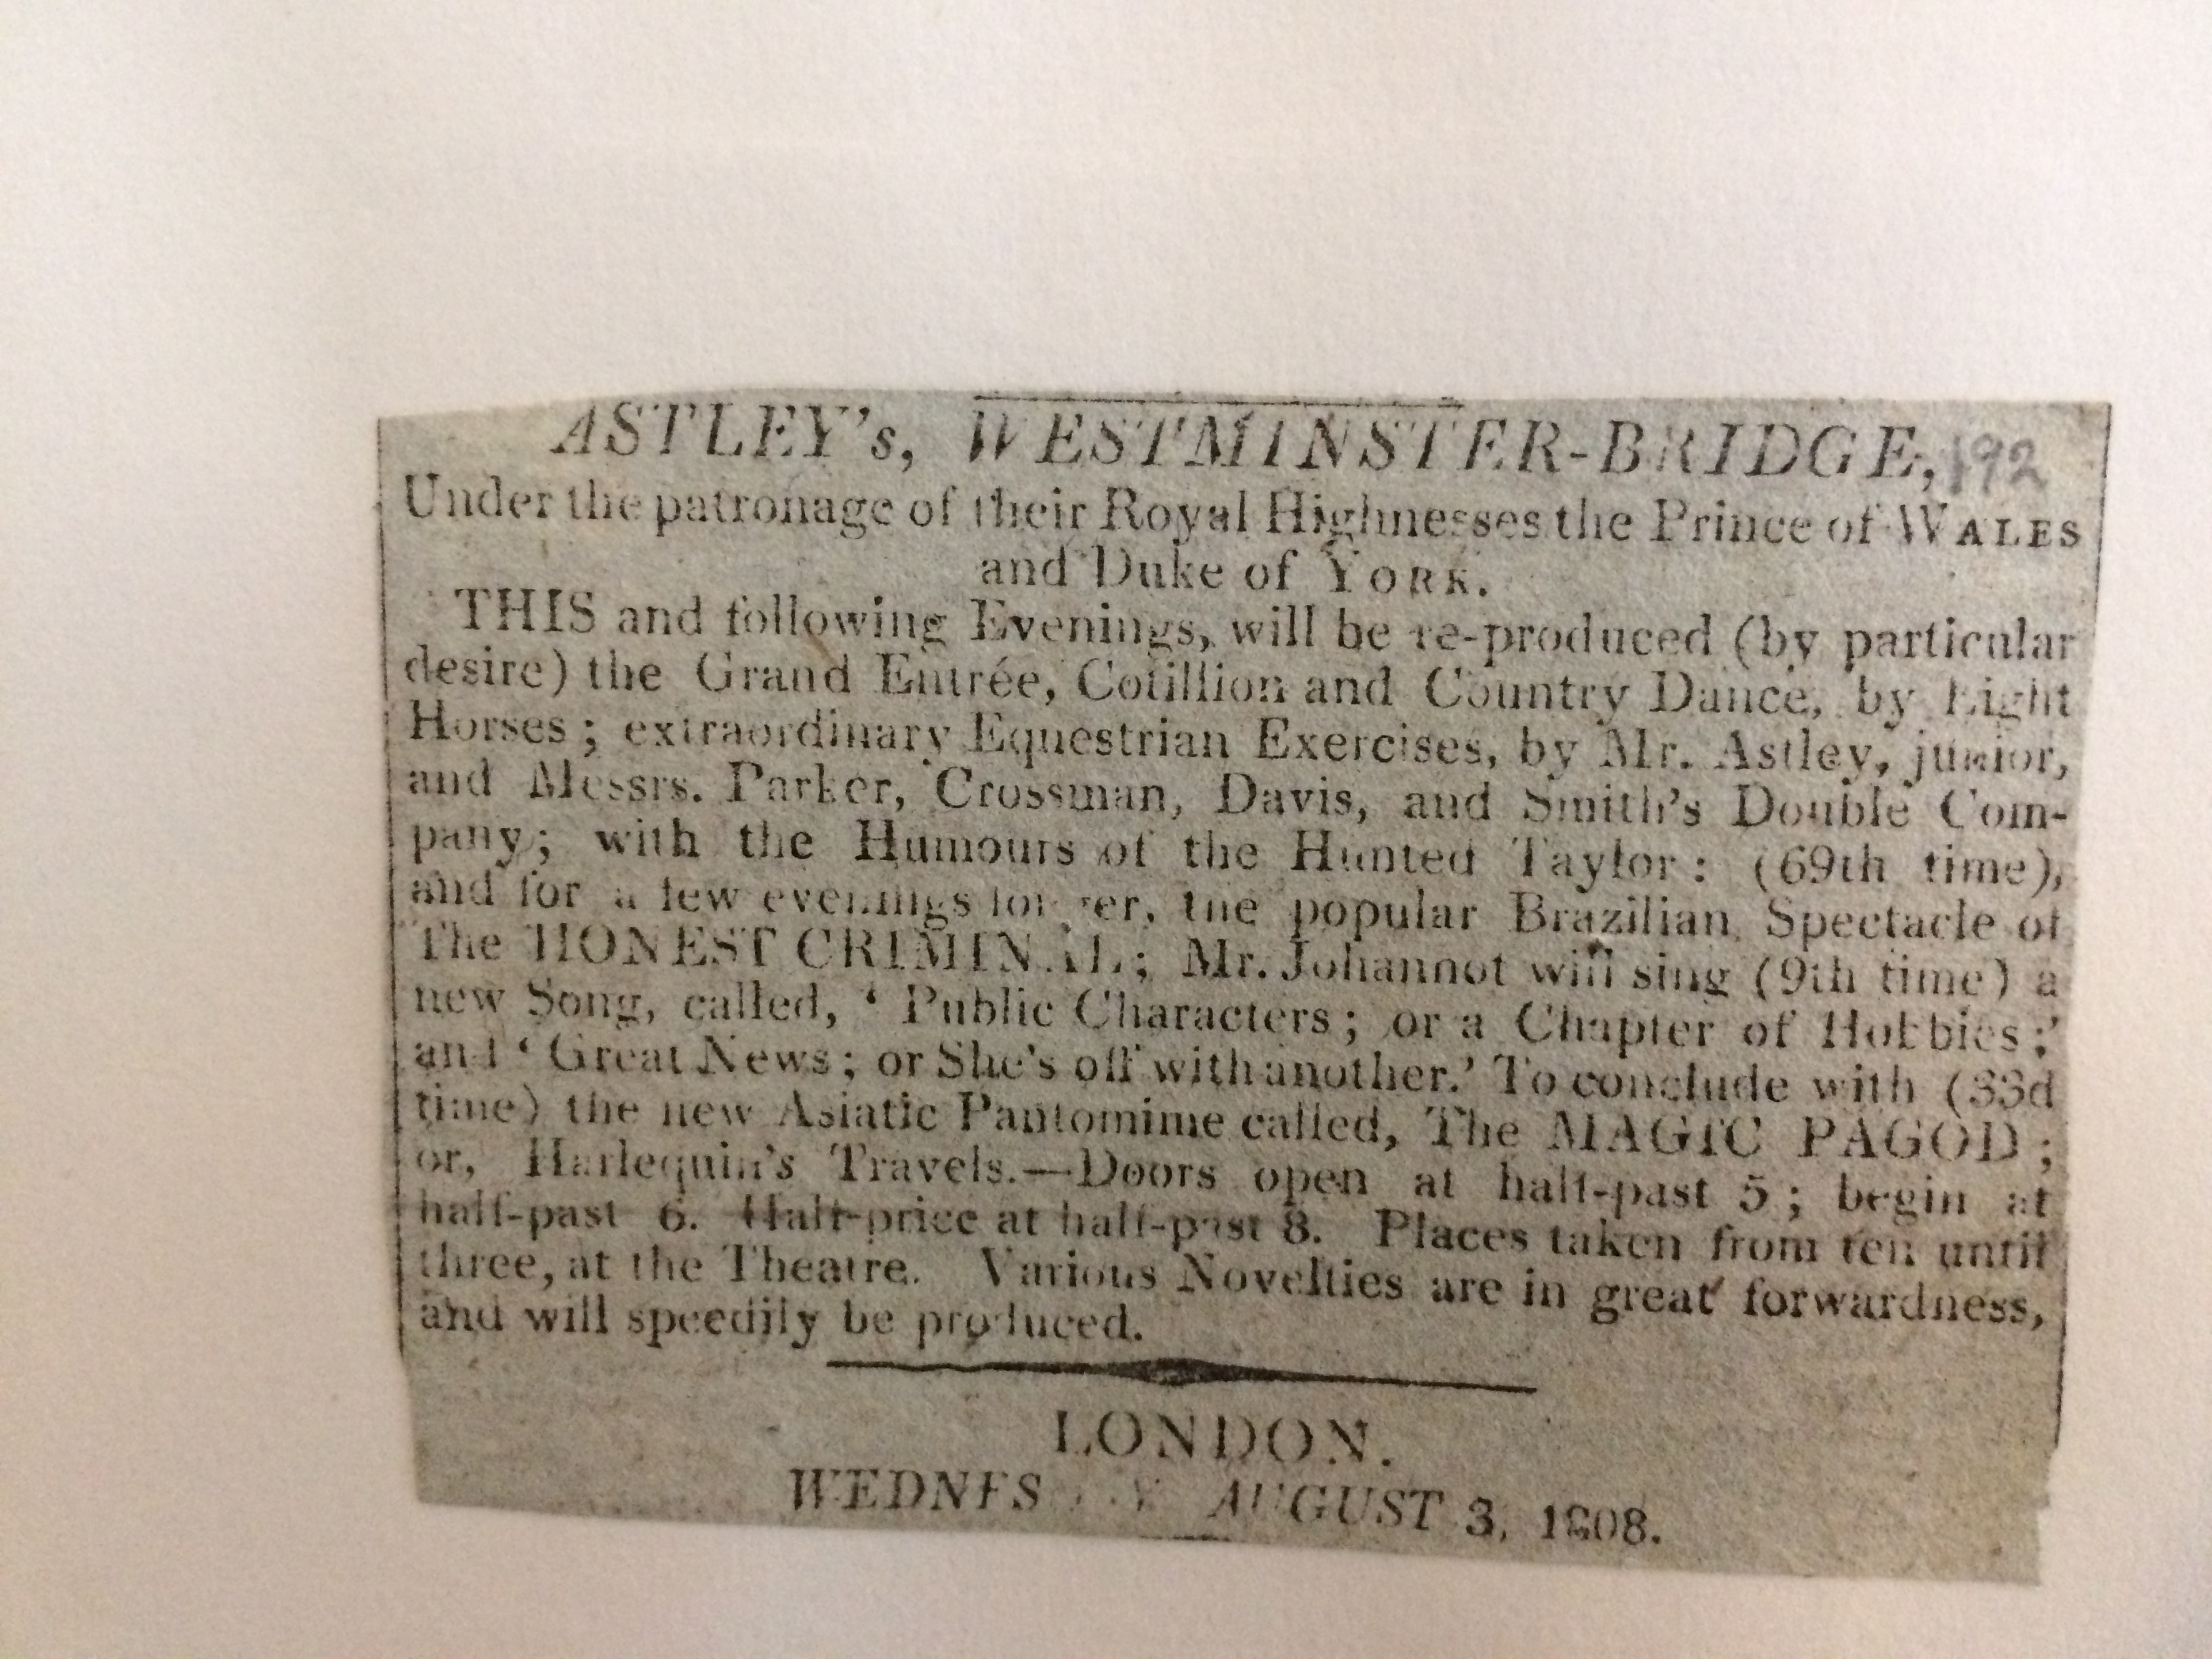 ASTLEY's, WESTMINSTER-BRIDGE, 192
Under the patronage of their Royal Highnesses the Prince of WALES
and Duke of YORK.
THIS and following Evenings, will be re-produced (by particular
desire) the Grand Entrée, Cotillion and Country Dance, by Eight
Horses; extraordinary Equestrian Exercises, by Mr. Astley, junior,
and Messrs. Parker, Crossman, Davis, and Smith's Double Com-
pany; with the Humours of the Hunted Taylor: (69th time),
and for a few evenings longer, the popular Brazilian Spectacle of
The HONEST CRIMINAL; Mr. Johannot will sing (9th time) a
new Song, called, ‘ Public Characters; or a Chapter of Hobbies;’
and ‘ Great News; or She's off with another.’ To conclude with (33d
time) the new Asiatic Pantomime called, The MAGIC PAGOD;
or, Harlequin's Travels.—Doors open at half-past 5; begin at
half-past 6. Half-price at half-past 8. Places taken from ten until
three, at the Theatre. Various Novelties are in great forwardness,
and will speedily be produced.
LONDON.
WEDNESDAY AUGUST 3, 1808.